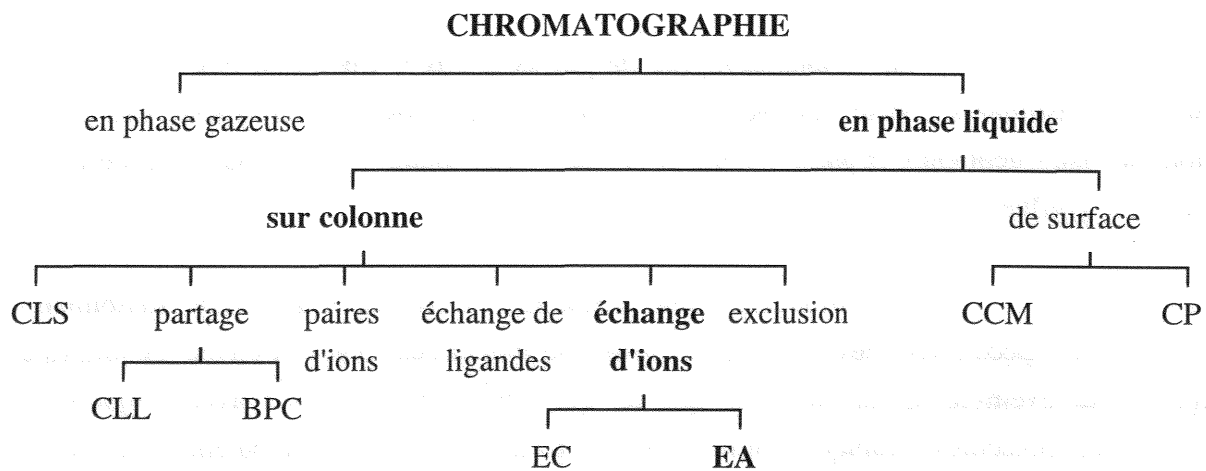 CHROMATOGRAPHIE
en phase gazeuse en phase liquide
sur colonne de surface
CLS partage paires échange de échange exclusion CCM CP
d'ions ligandes d'ions
CLL BPC
EC EA